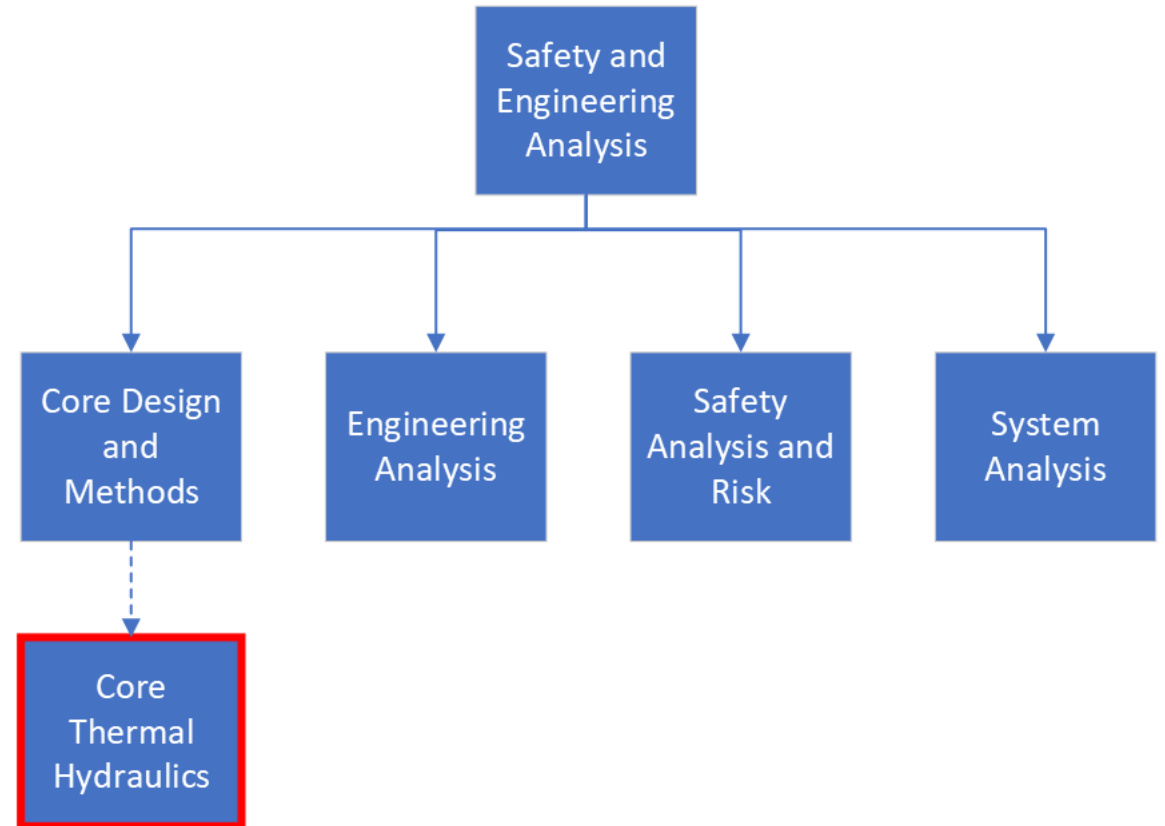 Safety and
Engineering
Analysis
Core Design
and
Methods
Engineering
Analysis
Safety
Analysis and
Risk
System
Analysis
Core
Thermal
Hydraulics